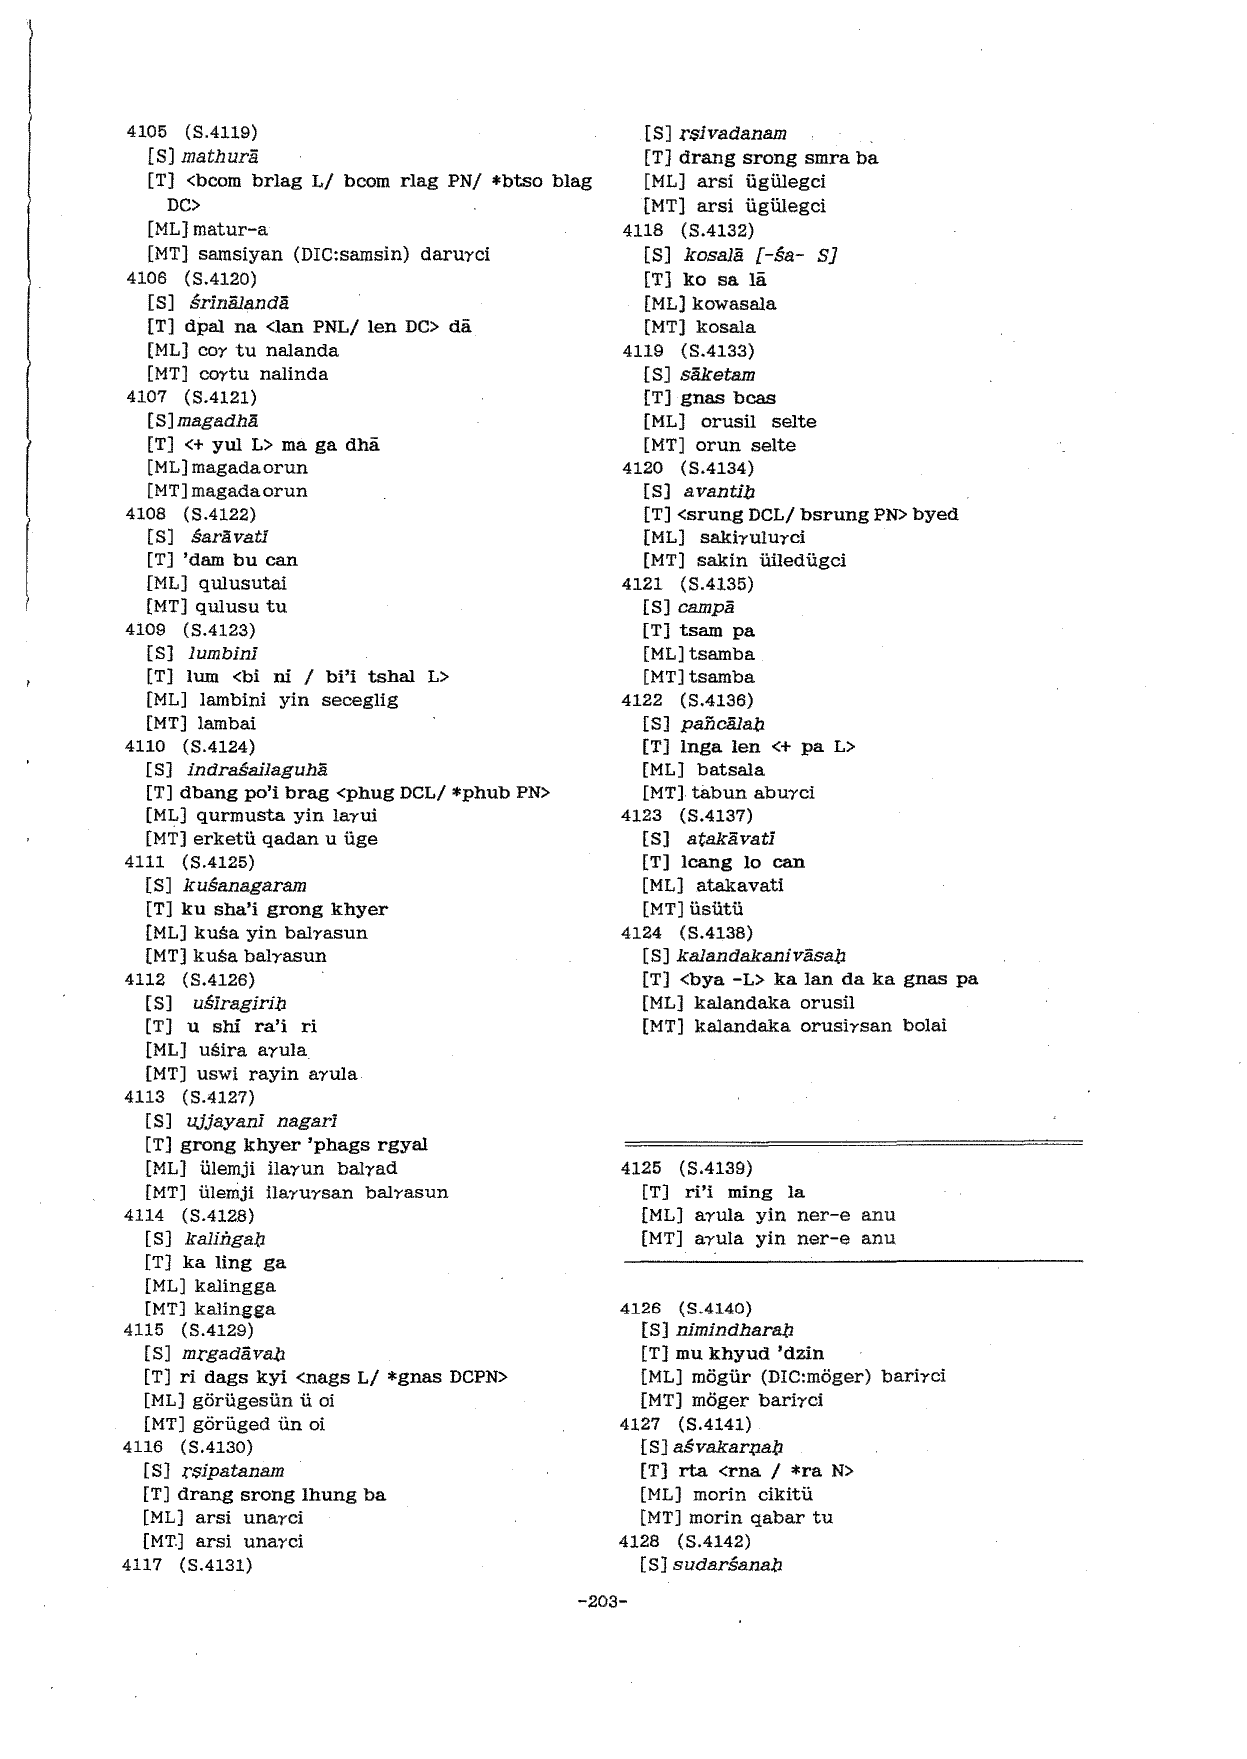 4105 (S.4119)
[S] mathurā
[T] <bcom brlag L/ bcom rlag PN/ *btso blag
DC>
[ML] matur-a
[MT] samsiyan (DIC:samsin) daruγci
4106 (S.4120)
[S] śrīnālandā
[T] dpal na <lan PNL/ len DC> dā
[ML] coγ tu nalanda
[MT] coγtu nalinda
4107 (S.4121)
[S] magadhā
[T] <+ yul L> ma ga dhā
[ML] magada orun
[MT] magada orun
4108 (S.4122)
[S] śarāvatī
[T] 'dam bu can
[ML] qulusutai
[MT] qulusu tu
4109 (S.4123)
[S] lumbinī
[T] lum <bi ni / bi'i tshal L>
[ML] lambini yin seceglig
[MT] lambai
4110 (S.4124)
[S] indraśailaguhā
[T] dbang po'i brag <phug DCL/ *phub PN>
[ML] qurmusta yin laγui
[MT] erketü qadan u üge
4111 (S.4125)
[S] kuśanagaram
[T] ku sha'i grong khyer
[ML] kuśa yin balγasun
[MT] kuśa balγasun
4112 (S.4126)
[S] uśīragiriḥ
[T] u shī ra'i ri
[ML] uśira aγula
[MT] uswi rayin aγula
4113 (S.4127)
[S] ujjayanī nagarī
[T] grong khyer 'phags rgyal
[ML] ülemji ilaγun balγad
[MT] ülemji ilaγuγsan balγasun
4114 (S.4128)
[S] kaliṅgaḥ
[T] ka ling ga
[ML] kalingga
[MT] kalingga
4115 (S.4129)
[S] mṛgadāvaḥ
[T] ri dags kyi <nags L/ *gnas DCPN>
[ML] görügesün ü oi
[MT] görüged ün oi
4116 (S.4130)
[S] ṛṣipatanam
[T] drang srong lhung ba
[ML] arsi unaγci
[MT] arsi unaγci
4117 (S.4131)
[S] ṛṣivadanam
[T] drang srong smra ba
[ML] arsi ügülegci
[MT] arsi ügülegci
4118 (S.4132)
[S] kosalā [-śa- S]
[T] ko sa lā
[ML] kowasala
[MT] kosala
4119 (S.4133)
[S] sāketam
[T] gnas bcas
[ML] orusil selte
[MT] orun selte
4120 (S.4134)
[S] avantiḥ
[T] <srung DCL/ bsrung PN> byed
[ML] sakiγuluγci
[MT] sakin üiledügci
4121 (S.4135)
[S] campā
[T] tsam pa
[ML] tsamba
[MT] tsamba
4122 (S.4136)
[S] pañcālaḥ
[T] lnga len <+ pa L>
[ML] batsala
[MT] tabun abuγci
4123 (S.4137)
[S] aṭakāvatī
[T] lcang lo can
[ML] atakavati
[MT] üsütü
4124 (S.4138)
[S] kalandakanivāsaḥ
[T] <bya -L> ka lan da ka gnas pa
[ML] kalandaka orusil
[MT] kalandaka orusiγsan bolai
4125 (S.4139)
[T] ri'i ming la
[ML] aγula yin ner-e anu
[MT] aγula yin ner-e anu
4126 (S.4140)
[S] nimindharaḥ
[T] mu khyud 'dzin
[ML] mögür (DIC:möger) bariγci
[MT] möger bariγci
4127 (S.4141)
[S] aśvakarṇaḥ
[T] rta <rna / *ra N>
[ML] morin cikitü
[MT] morin qabar tu
4128 (S.4142)
[S] sudarśanaḥ
-203-